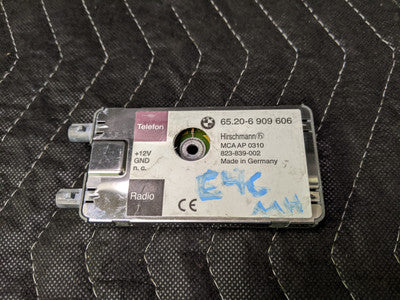 Telefon
65.20-6 909 606
Hirschmann
MCA AP 0310
823-839-002
Made in Germany
+12V
GND
n. c.
Radio
CE
E46
MH